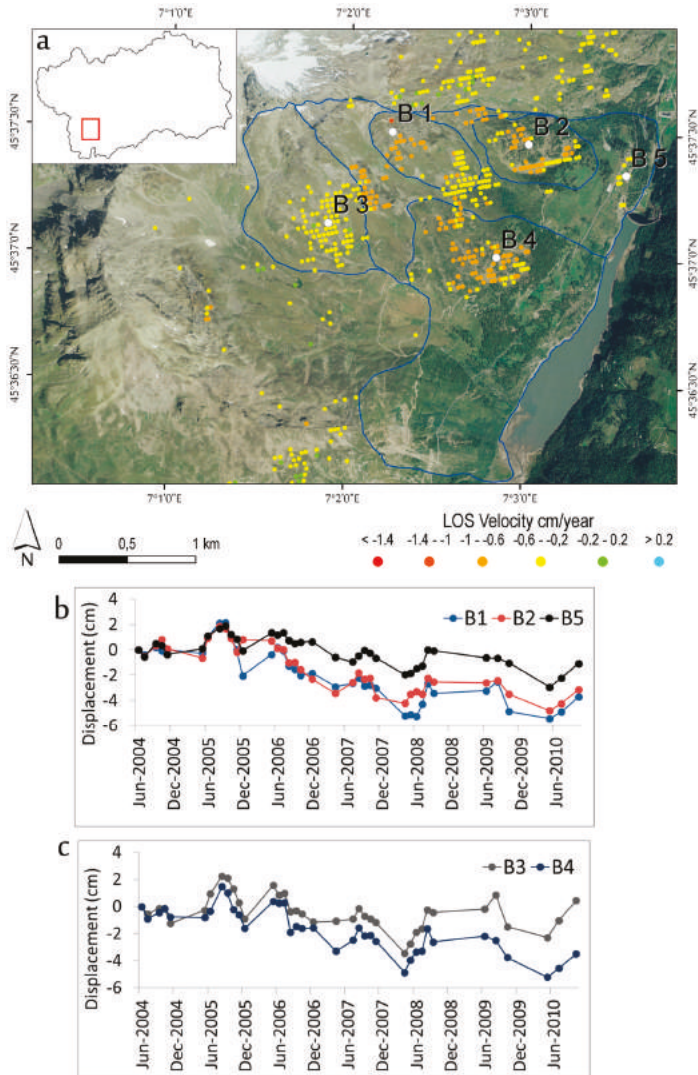 a
7°1'0"E 7°2'0"E 7°3'0"E
45°37'30"N 45°37'30"N
B 1
B 2
B 5
B 3
B 4
45°37'0"N 45°37'0"N
45°36'30"N 45°36'30"N
7°1'0"E 7°2'0"E 7°3'0"E
N
0 0,5 1 km
LOS Velocity cm/year
< -1.4 -1.4 - -1 -1 - -0.6 -0,6 - -0,2 -0.2 - 0.2 > 0.2
b
B1 B2 B5
Displacement (cm)
4
2
0
-2
-4
-6
Jun-2004 Dec-2004 Jun-2005 Dec-2005 Jun-2006 Dec-2006 Jun-2007 Dec-2007 Jun-2008 Dec-2008 Jun-2009 Dec-2009 Jun-2010
c
B3 B4
Displacement (cm)
4
2
0
-2
-4
-6
Jun-2004 Dec-2004 Jun-2005 Dec-2005 Jun-2006 Dec-2006 Jun-2007 Dec-2007 Jun-2008 Dec-2008 Jun-2009 Dec-2009 Jun-2010